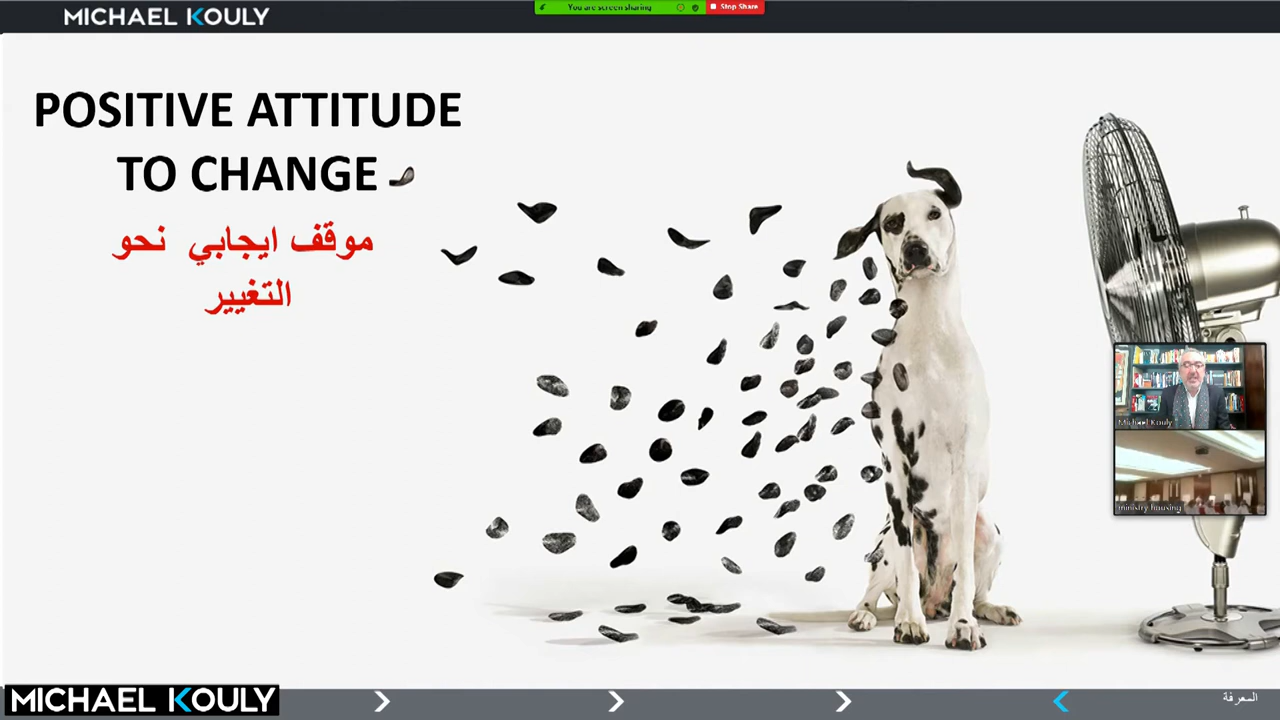 MICHAEL KOULY
You are screen sharing
Stop Share
POSITIVE ATTITUDE
TO CHANGE
موقف ايجابي نحو
التغيير
Michael Kouly
ministry housing
MICHAEL KOULY
المعرفة